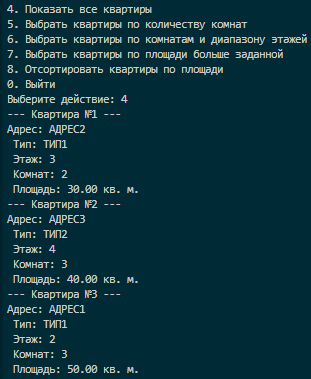 4. Показать все квартиры
5. Выбрать квартиры по количеству комнат
6. Выбрать квартиры по комнатам и диапазону этажей
7. Выбрать квартиры по площади больше заданной
8. Отсортировать квартиры по площади
0. Выйти
Выберите действие: 4
--- Квартира №1 ---
Адрес: АДРЕС2
Тип: ТИП1
Этаж: 3
Комнат: 2
Площадь: 30.00 кв. м.
--- Квартира №2 ---
Адрес: АДРЕС3
Тип: ТИП2
Этаж: 4
Комнат: 3
Площадь: 40.00 кв. м.
--- Квартира №3 ---
Адрес: АДРЕС1
Тип: ТИП1
Этаж: 2
Комнат: 3
Площадь: 50.00 кв. м.